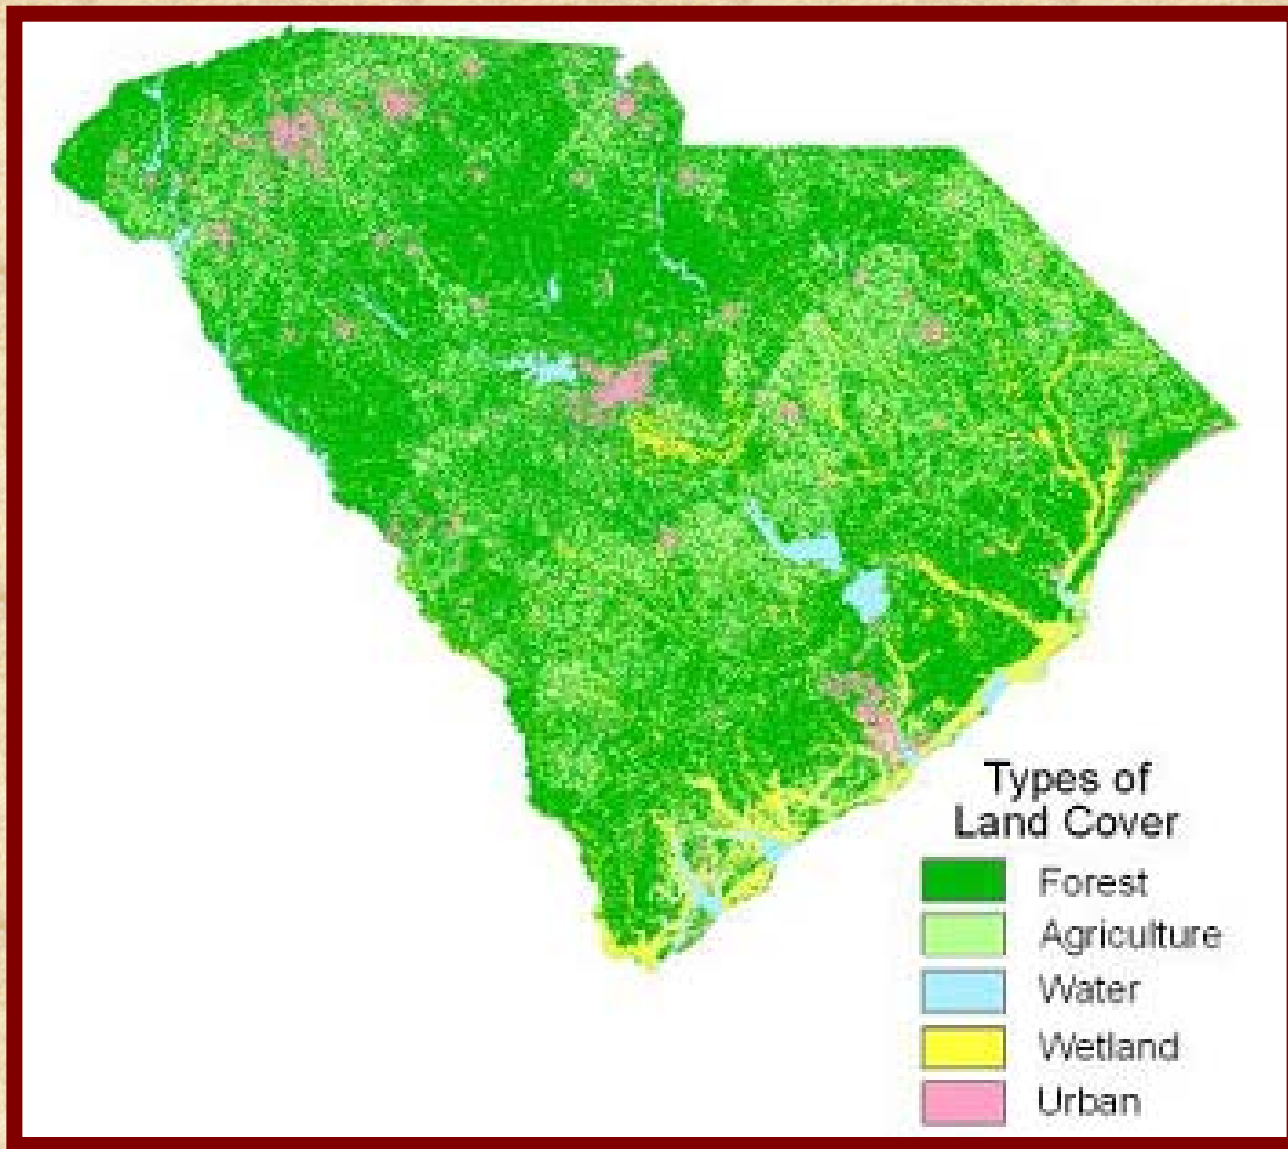 Types of
Land Cover
Forest
Agriculture
Water
Wetland
Urban